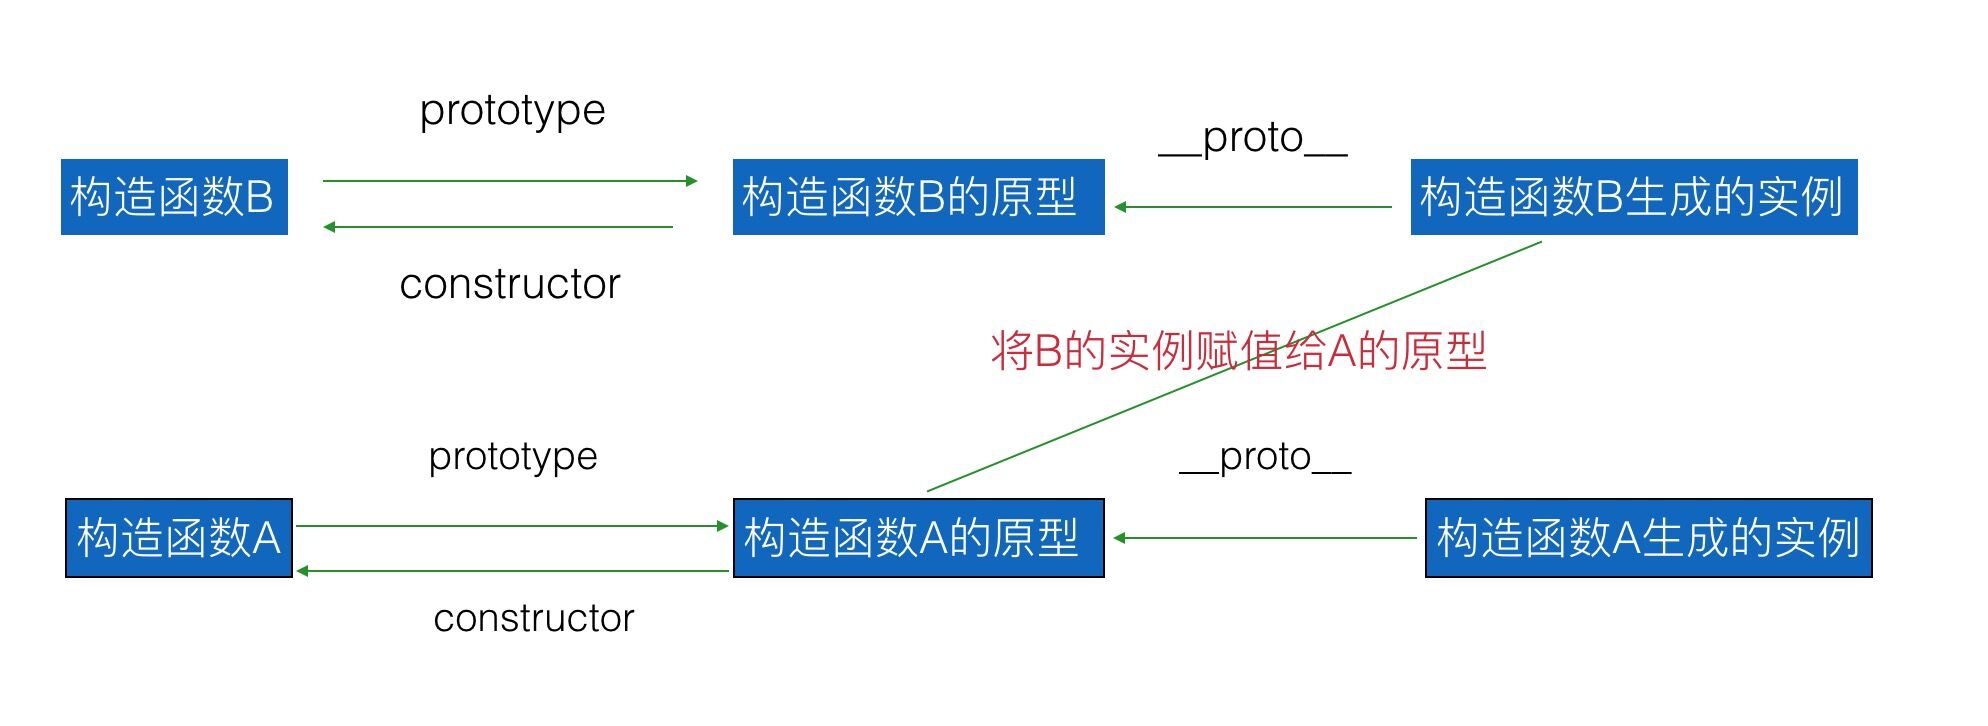 prototype
__proto__
构造函数B
构造函数B的原型
构造函数B生成的实例
constructor
将B的实例赋值给A的原型
prototype
__proto__
构造函数A
构造函数A的原型
构造函数A生成的实例
constructor